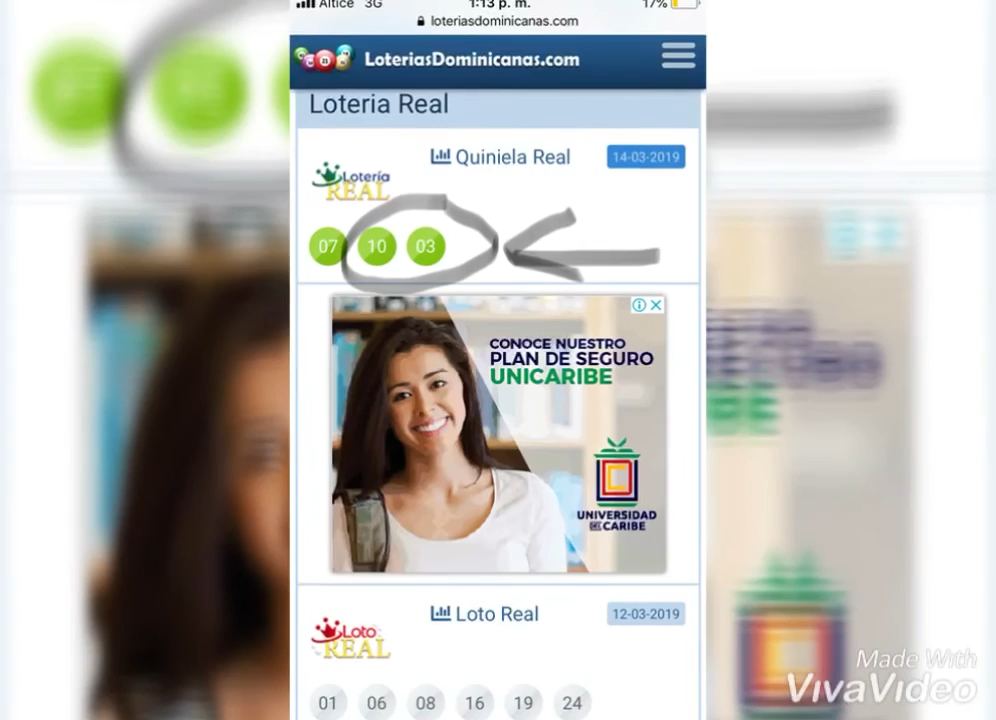 Altice 3G 1:13 p. m. 17%
loteriasdominicanas.com
LoteriasDominicanas.com
Loteria Real
Quiniela Real 14-03-2019
Lotería
REAL
07 10 03
CONOCE NUESTRO
PLAN DE SEGURO
UNICARIBE
UNIVERSIDAD
DEL CARIBE
Loto Real 12-03-2019
Loto
REAL
01 06 08 16 19 24
Made With
VivaVideo